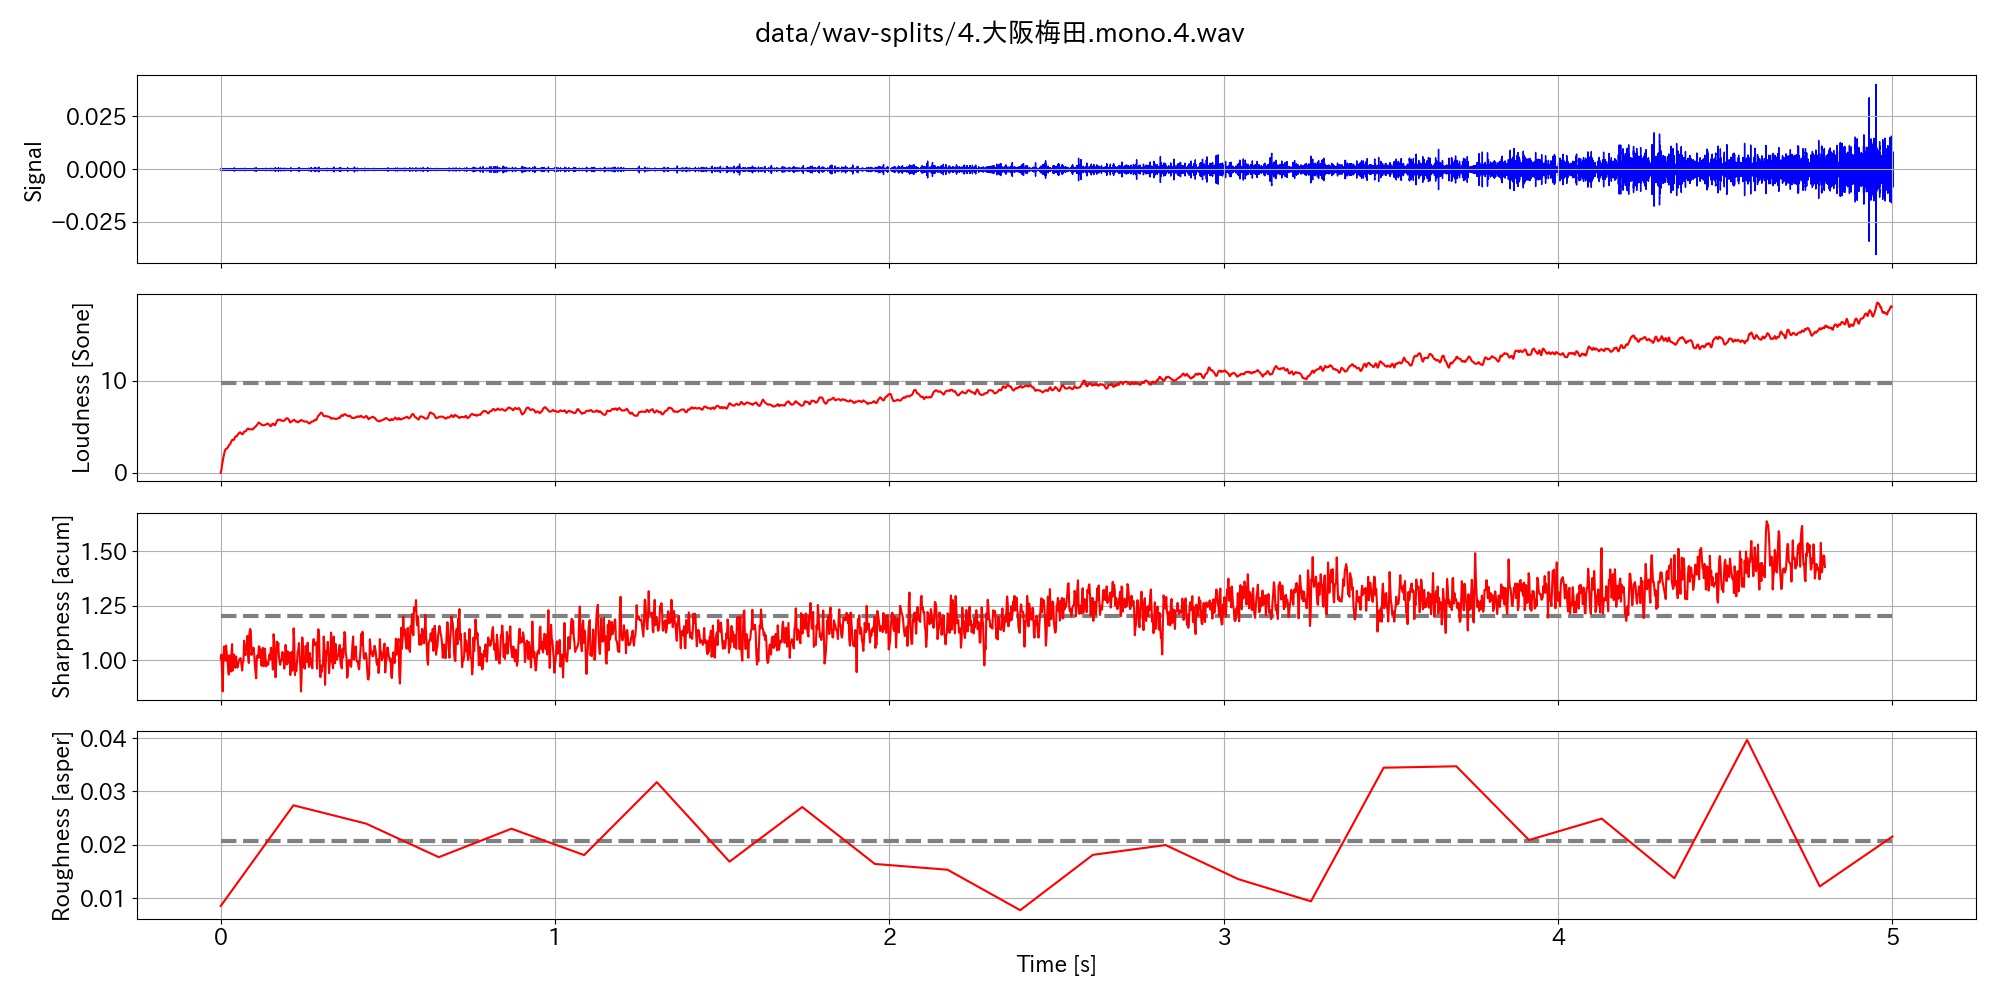 data/wav-splits/4.大阪梅田.mono.4.wav
Signal
0.025
0.000
−0.025
Loudness [Sone]
10
0
Sharpness [acum]
1.50
1.25
1.00
Roughness [asper]
0.04
0.03
0.02
0.01
0 1 2 3 4 5
Time [s]